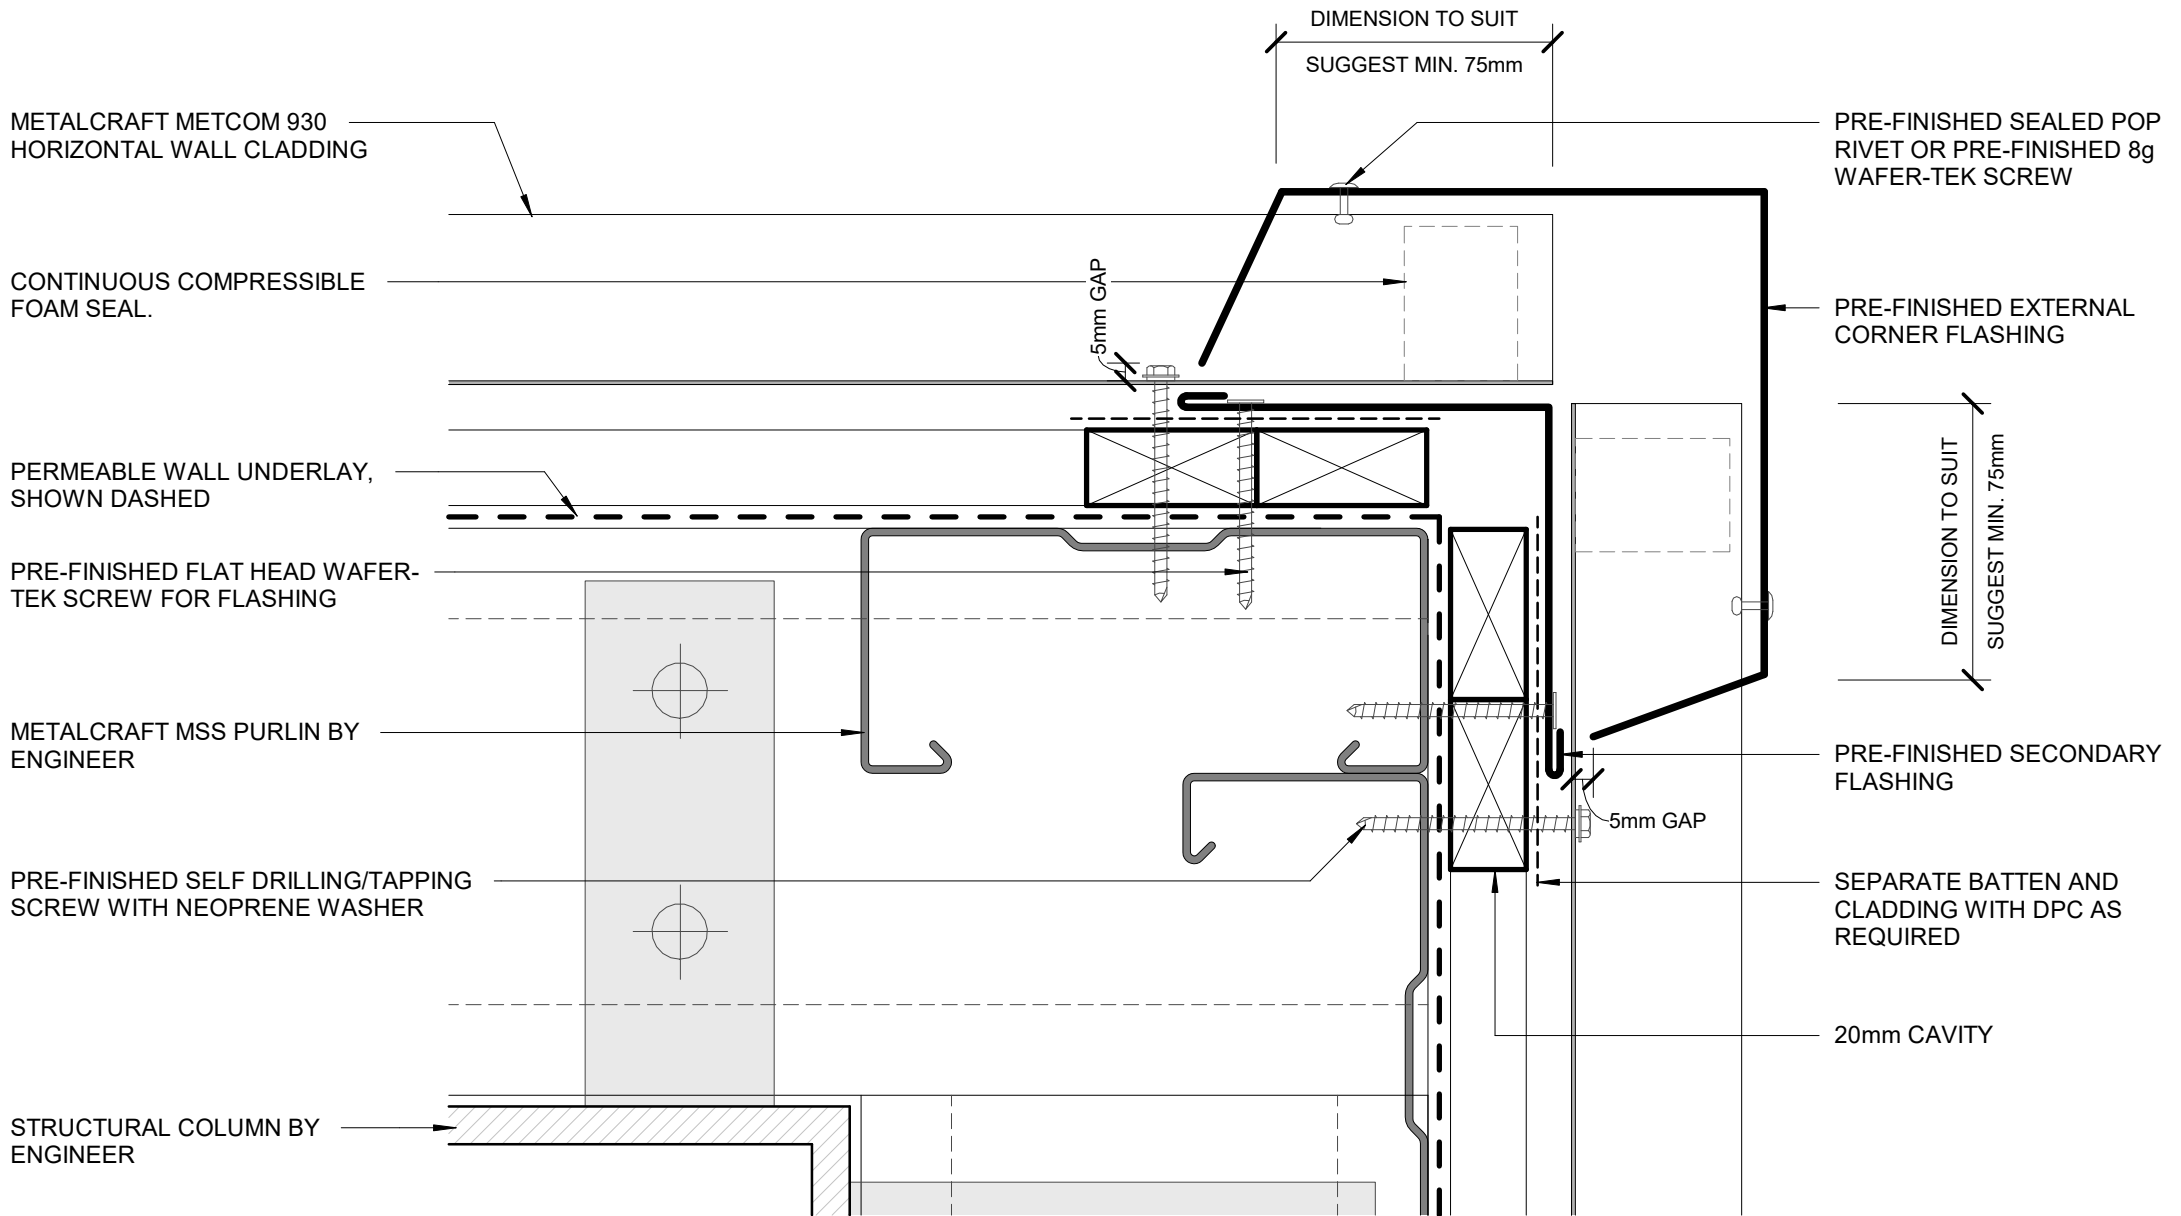 DIMENSION TO SUIT
SUGGEST MIN. 75mm
METALCRAFT METCOM 930
HORIZONTAL WALL CLADDING
CONTINUOUS COMPRESSIBLE
FOAM SEAL.
PERMEABLE WALL UNDERLAY,
SHOWN DASHED
PRE-FINISHED FLAT HEAD WAFER-
TEK SCREW FOR FLASHING
METALCRAFT MSS PURLIN BY
ENGINEER
PRE-FINISHED SELF DRILLING/TAPPING
SCREW WITH NEOPRENE WASHER
STRUCTURAL COLUMN BY
ENGINEER
5mm GAP
PRE-FINISHED SEALED POP
RIVET OR PRE-FINISHED 8g
WAFER-TEK SCREW
PRE-FINISHED EXTERNAL
CORNER FLASHING
DIMENSION TO SUIT
SUGGEST MIN. 75mm
PRE-FINISHED SECONDARY
FLASHING
5mm GAP
SEPARATE BATTEN AND
CLADDING WITH DPC AS
REQUIRED
20mm CAVITY